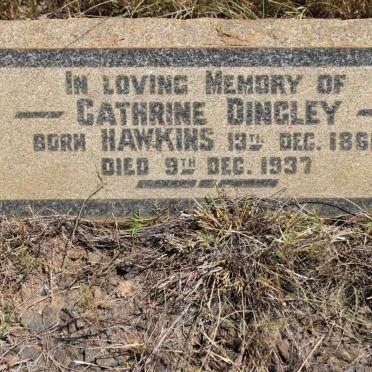 IN LOVING MEMORY OF
CATHRINE DINGLEY
BORN HAWKINS 13TH DEC.
DIED 9TH DEC. 1937